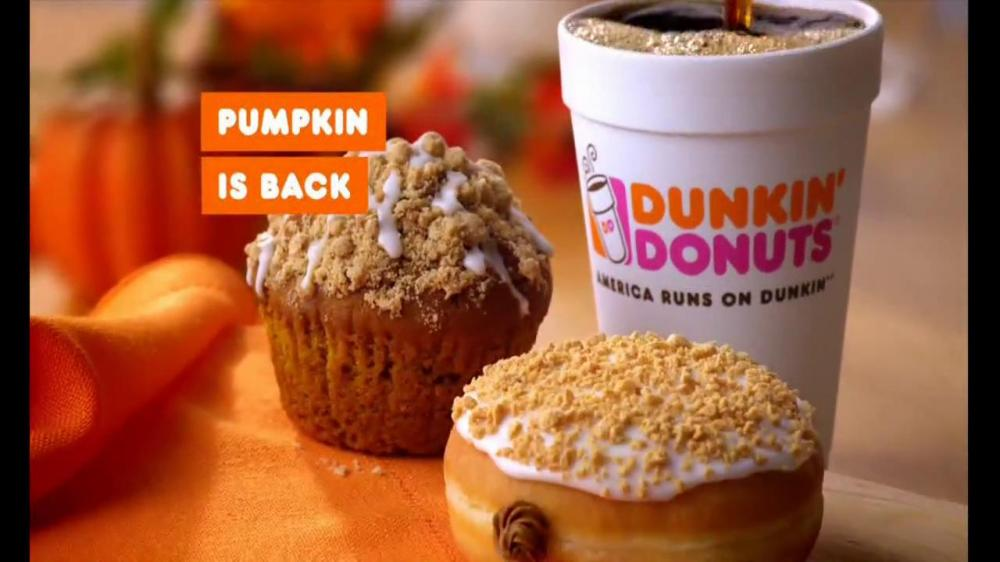 PUMPKIN
IS BACK
DUNKIN'
DONUTS
AMERICA RUNS ON DUNKIN'